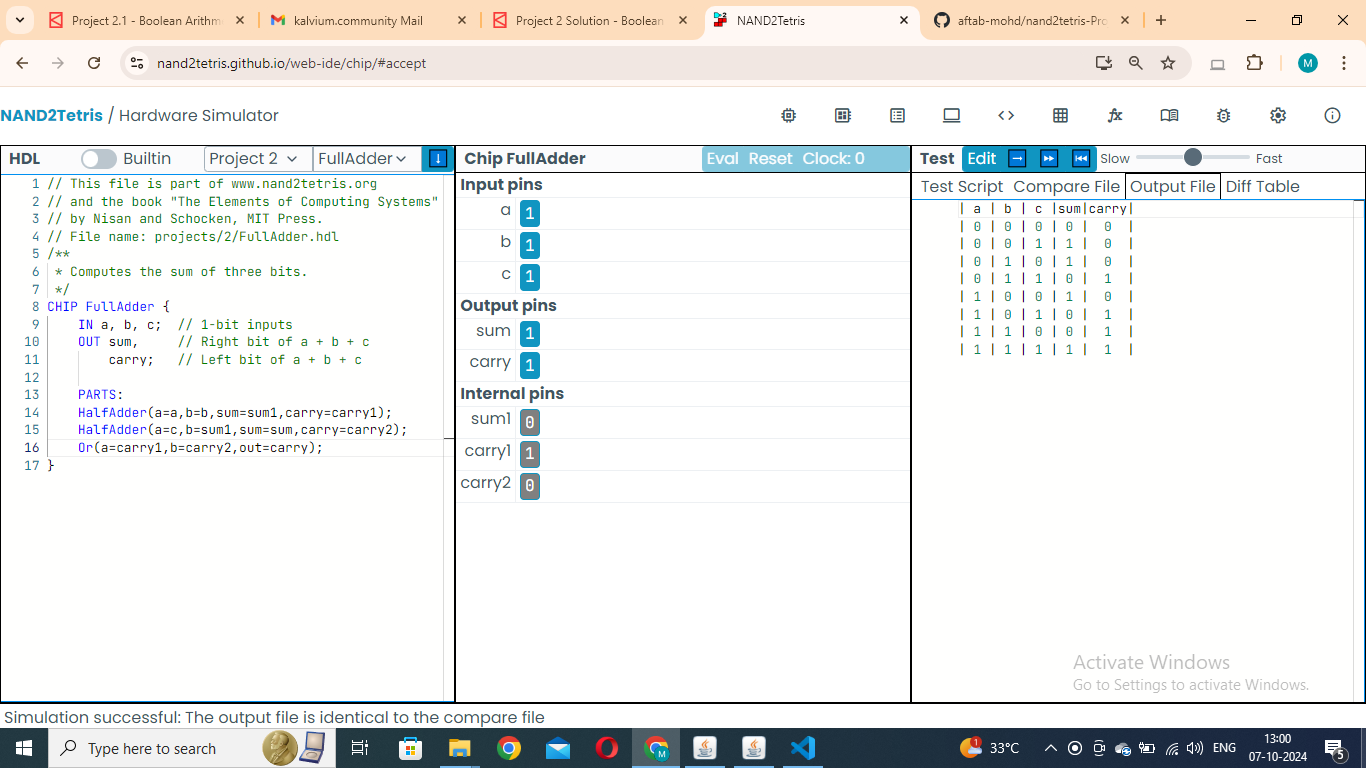 Project 2.1 - Boolean Arithm
kalvium.community Mail
Project 2 Solution - Boolean
NAND2Tetris
aftab-mohd/nand2tetris-Pro
nand2tetris.github.io/web-ide/chip/#accept
M
NAND2Tetris / Hardware Simulator
HDL Builtin Project 2 FullAdder
1 // This file is part of www.nand2tetris.org
2 // and the book "The Elements of Computing Systems"
3 // by Nisan and Schocken, MIT Press.
4 // File name: projects/2/FullAdder.hdl
5 /**
6 * Computes the sum of three bits.
7 */
8 CHIP FullAdder {
9 IN a, b, c; // 1-bit inputs
10 OUT sum, // Right bit of a + b + c
11 carry; // Left bit of a + b + c
12
13 PARTS:
14 HalfAdder(a=a,b=b,sum=sum1,carry=carry1);
15 HalfAdder(a=c,b=sum1,sum=sum,carry=carry2);
16 Or(a=carry1,b=carry2,out=carry);
17 }
Chip FullAdder Eval Reset Clock: 0
Input pins
a 1
b 1
c 1
Output pins
sum 1
carry 1
Internal pins
sum1 0
carry1 1
carry2 0
Test Edit Slow Fast
Test Script Compare File Output File Diff Table
| a | b | c |sum|carry|
| 0 | 0 | 0 | 0 | 0 |
| 0 | 0 | 1 | 1 | 0 |
| 0 | 1 | 0 | 1 | 0 |
| 0 | 1 | 1 | 0 | 1 |
| 1 | 0 | 0 | 1 | 0 |
| 1 | 0 | 1 | 0 | 1 |
| 1 | 1 | 0 | 0 | 1 |
| 1 | 1 | 1 | 1 | 1 |
Activate Windows
Go to Settings to activate Windows.
Simulation successful: The output file is identical to the compare file
Type here to search
33°C
ENG
13:00
07-10-2024
5